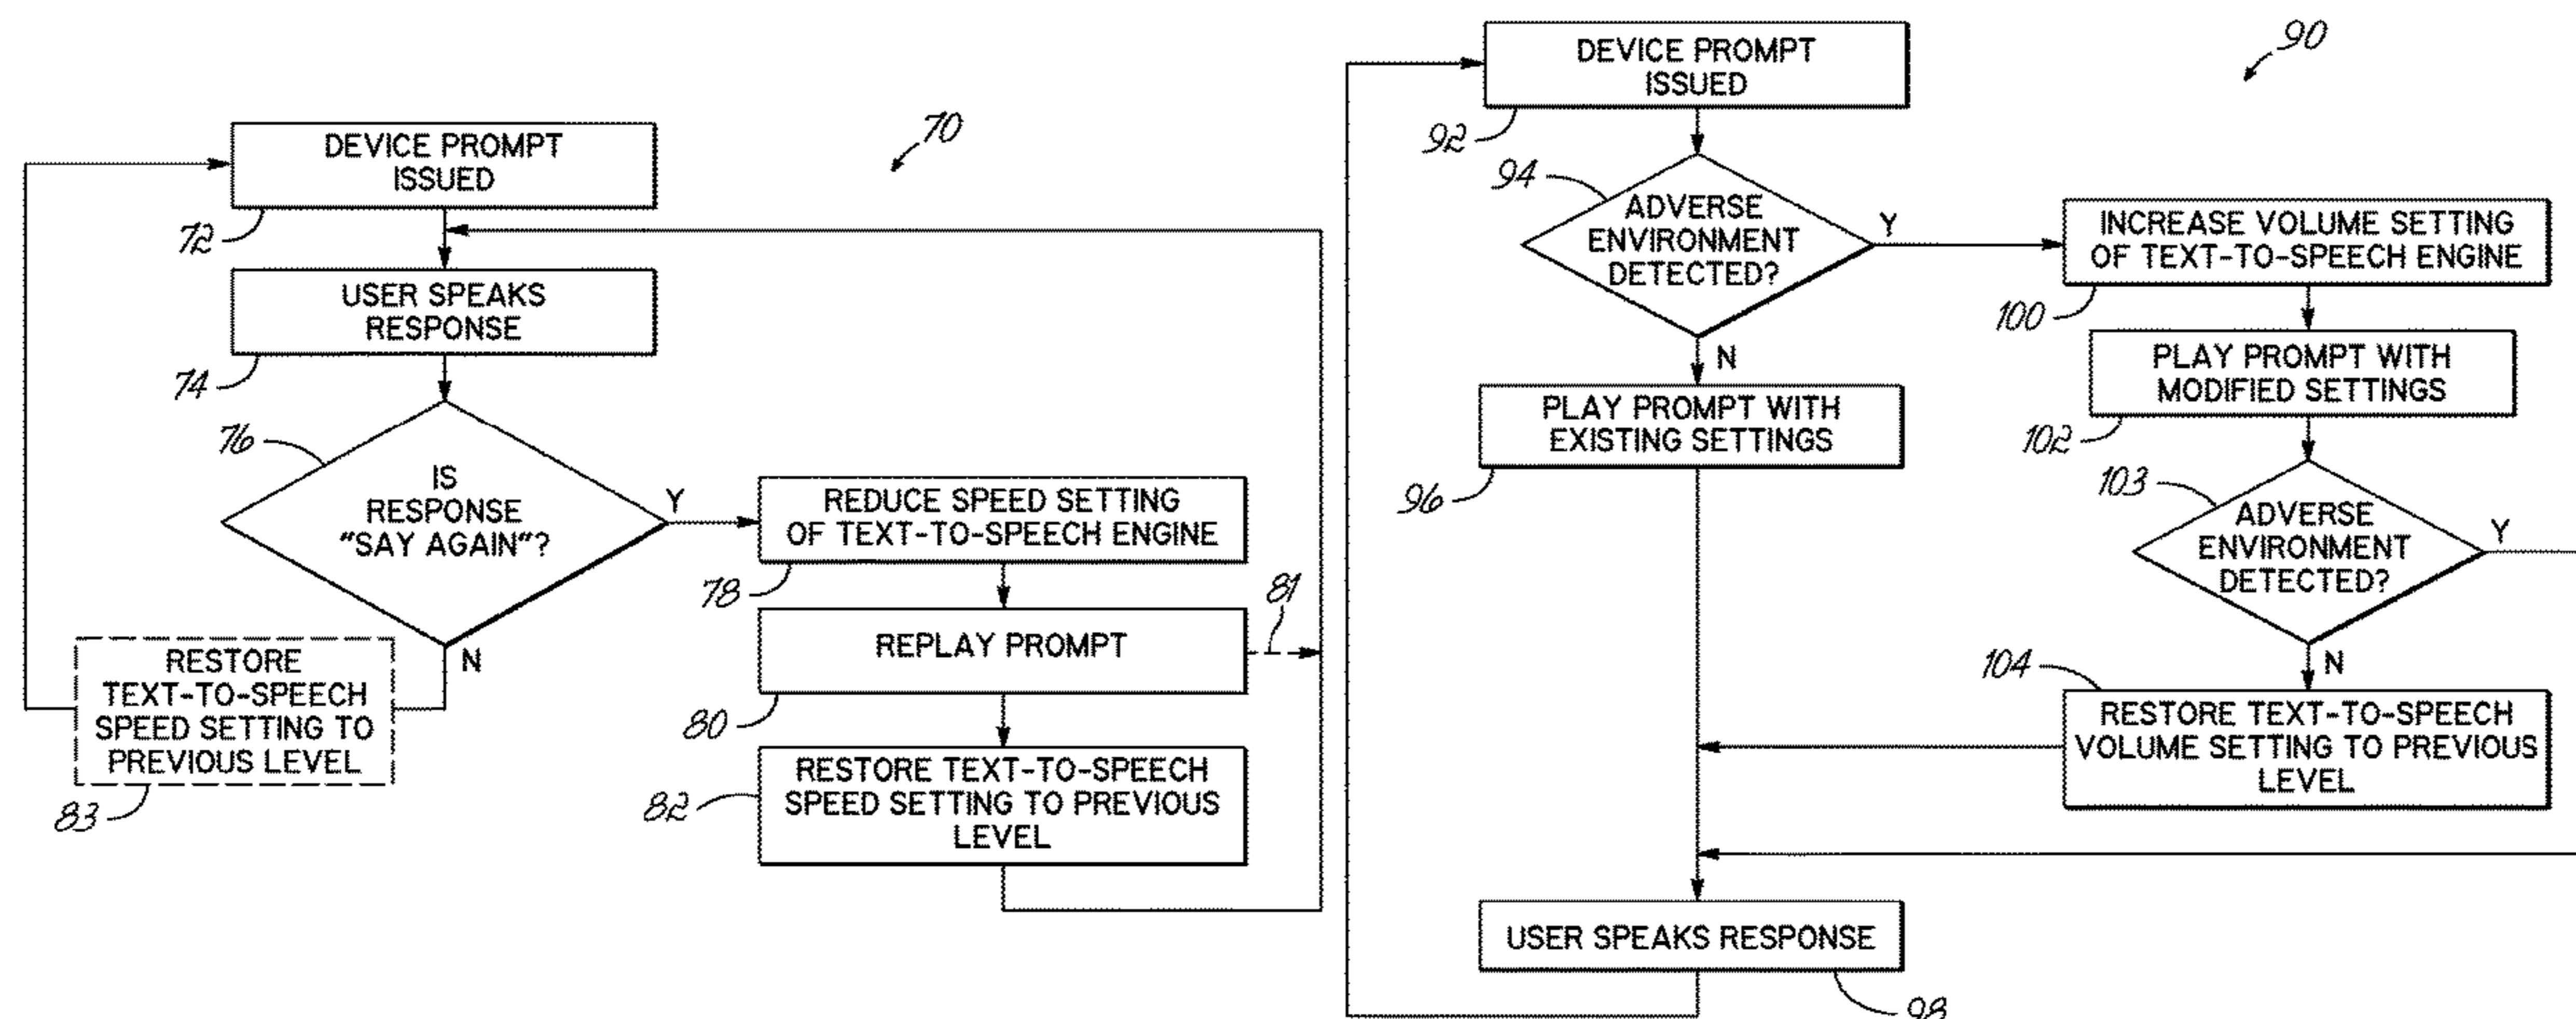 70
DEVICE PROMPT
ISSUED
72
USER SPEAKS
RESPONSE
74
76
IS
RESPONSE
"SAY AGAIN"?
Y
N
REDUCE SPEED SETTING
OF TEXT-TO-SPEECH ENGINE
78
REPLAY PROMPT
81
80
RESTORE TEXT-TO-SPEECH
SPEED SETTING TO PREVIOUS
LEVEL
82
RESTORE
TEXT-TO-SPEECH
SPEED SETTING TO
PREVIOUS LEVEL
83
90
DEVICE PROMPT
ISSUED
92
94
ADVERSE
ENVIRONMENT
DETECTED?
Y
N
PLAY PROMPT WITH
EXISTING SETTINGS
96
INCREASE VOLUME SETTING
OF TEXT-TO-SPEECH ENGINE
100
PLAY PROMPT WITH
MODIFIED SETTINGS
102
103
ADVERSE
ENVIRONMENT
DETECTED?
Y
N
104
RESTORE TEXT-TO-SPEECH
VOLUME SETTING TO PREVIOUS
LEVEL
USER SPEAKS RESPONSE
98